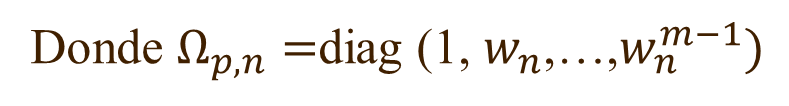 Donde Ω_{p,n} =diag (1, w_n,…,w_n^{m−1})